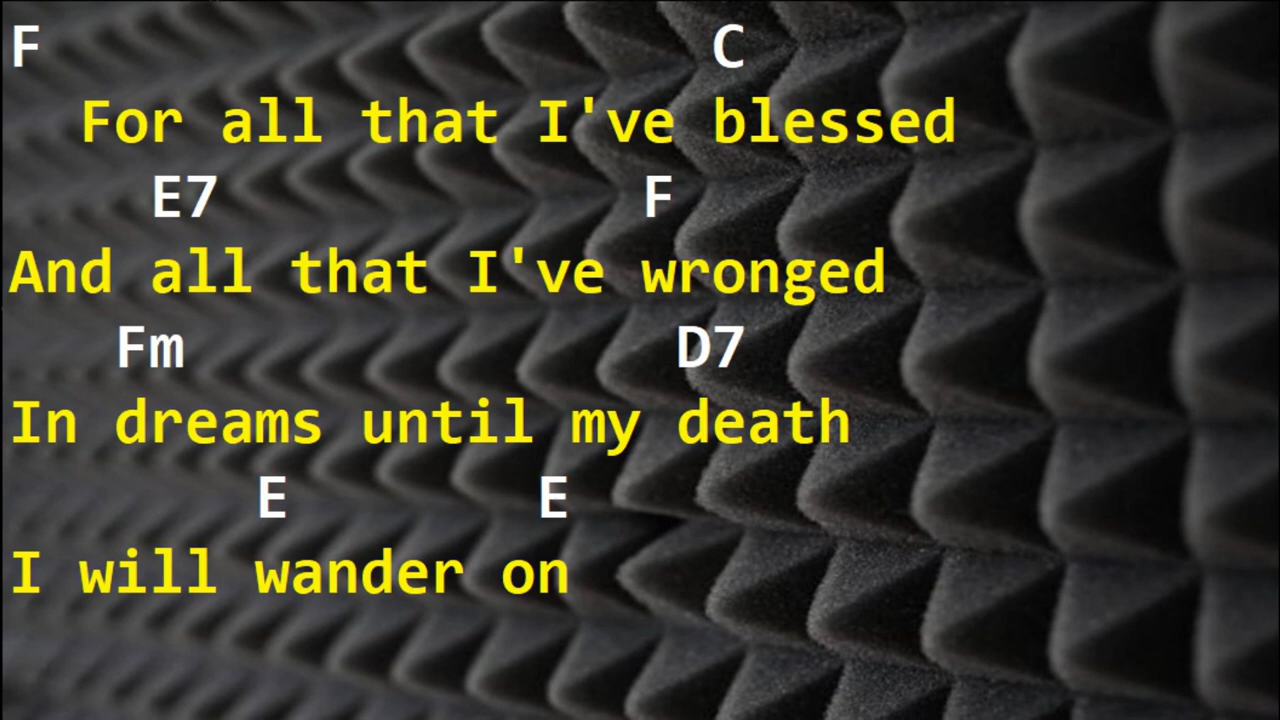 F C
For all that I've blessed
E7 F
And all that I've wronged
Fm D7
In dreams until my death
E E
I will wander on